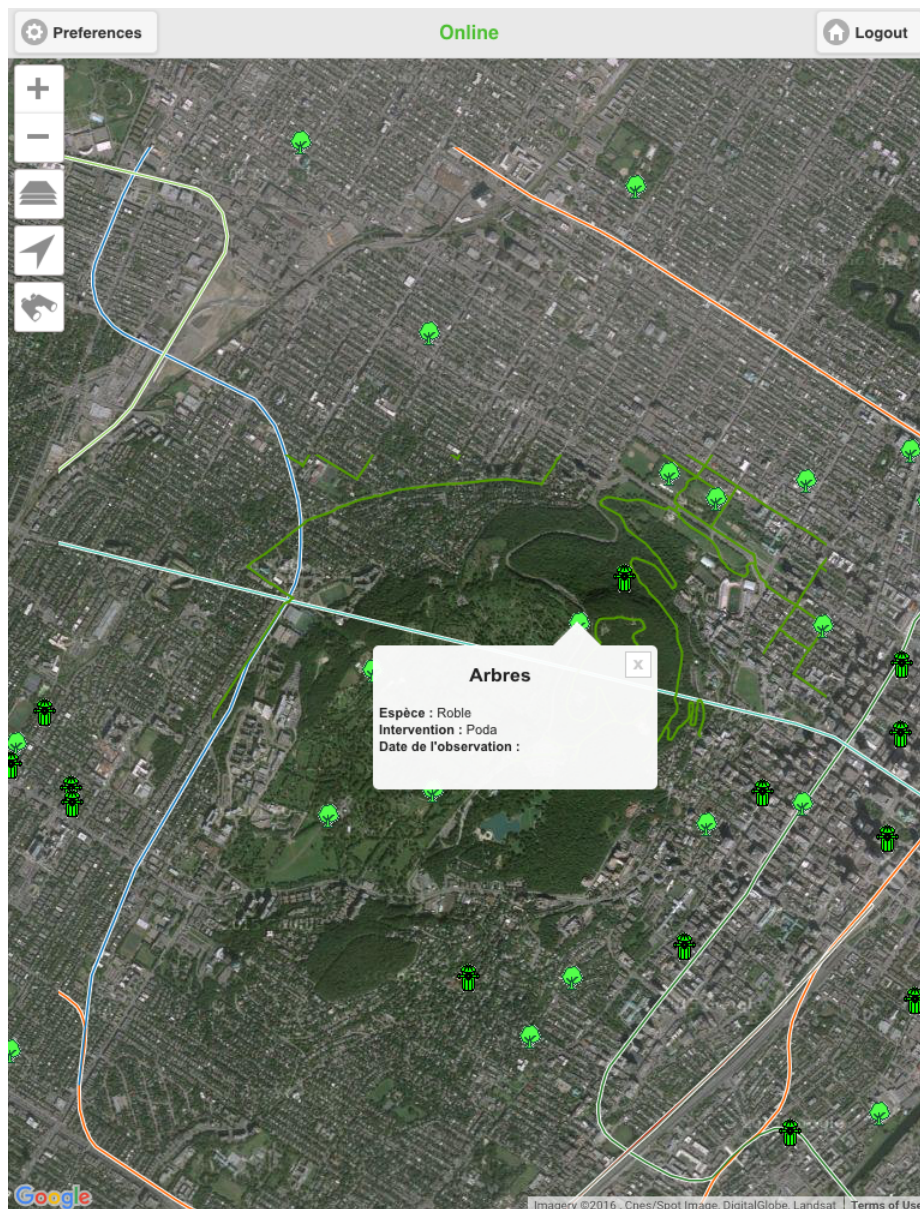 Preferences
Online
Logout
Arbres
x
Espèce : Roble
Intervention : Poda
Date de l'observation :
Google
Imagery ©2016 , Cnes/Spot Image, DigitalGlobe, Landsat
Terms of Use